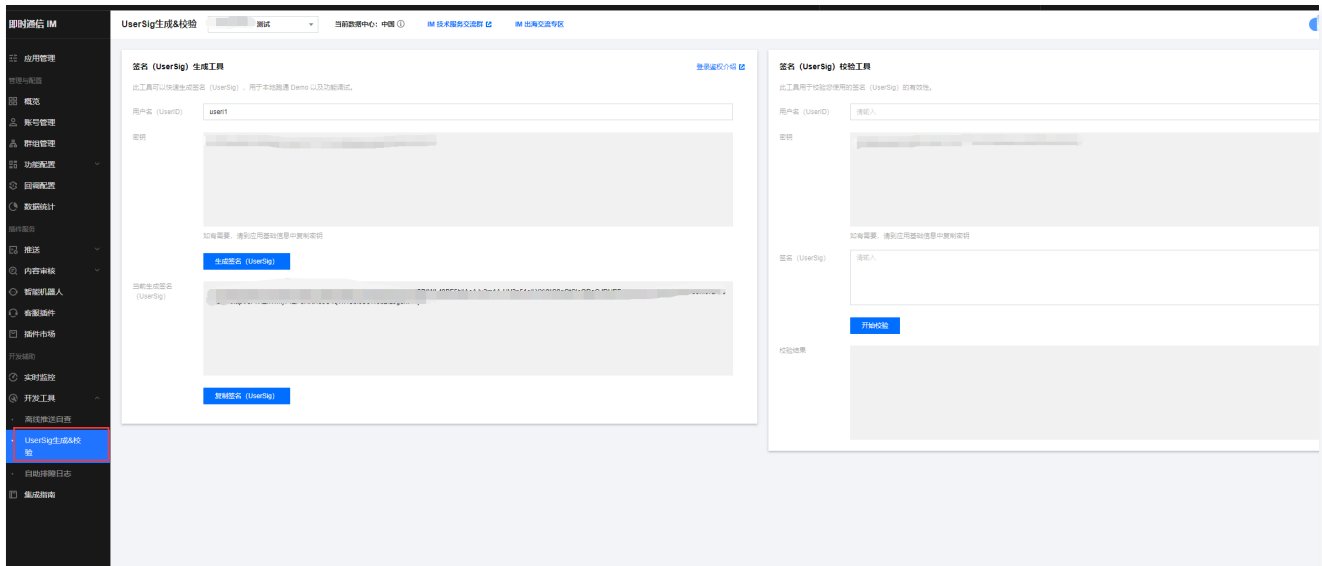 即时通信 IM
UserSig生成&校验
测试
当前数据中心：中国
IM 技术服务交流群
IM 出海交流专区
应用管理
管理与配置
概览
账号管理
群组管理
功能配置
回调配置
数据统计
插件服务
推送
内容审核
智能机器人
客服插件
插件市场
开发辅助
实时监控
开发工具
离线推送自查
UserSig生成&校
验
自助排障日志
集成指南
签名（UserSig）生成工具
登录鉴权介绍
此工具可以快速生成签名（UserSig），用于本地跑通 Demo 以及功能调试。
用户名（UserID）
useri1
密钥
如有需要，请到应用基础信息中复制密钥
生成签名（UserSig）
当前生成签名
（UserSig）
复制签名（UserSig）
签名（UserSig）校验工具
此工具用于校验您使用的签名（UserSig）的有效性。
用户名（UserID）
请输入
密钥
如有需要，请到应用基础信息中复制密钥
签名（UserSig）
请输入
开始校验
校验结果